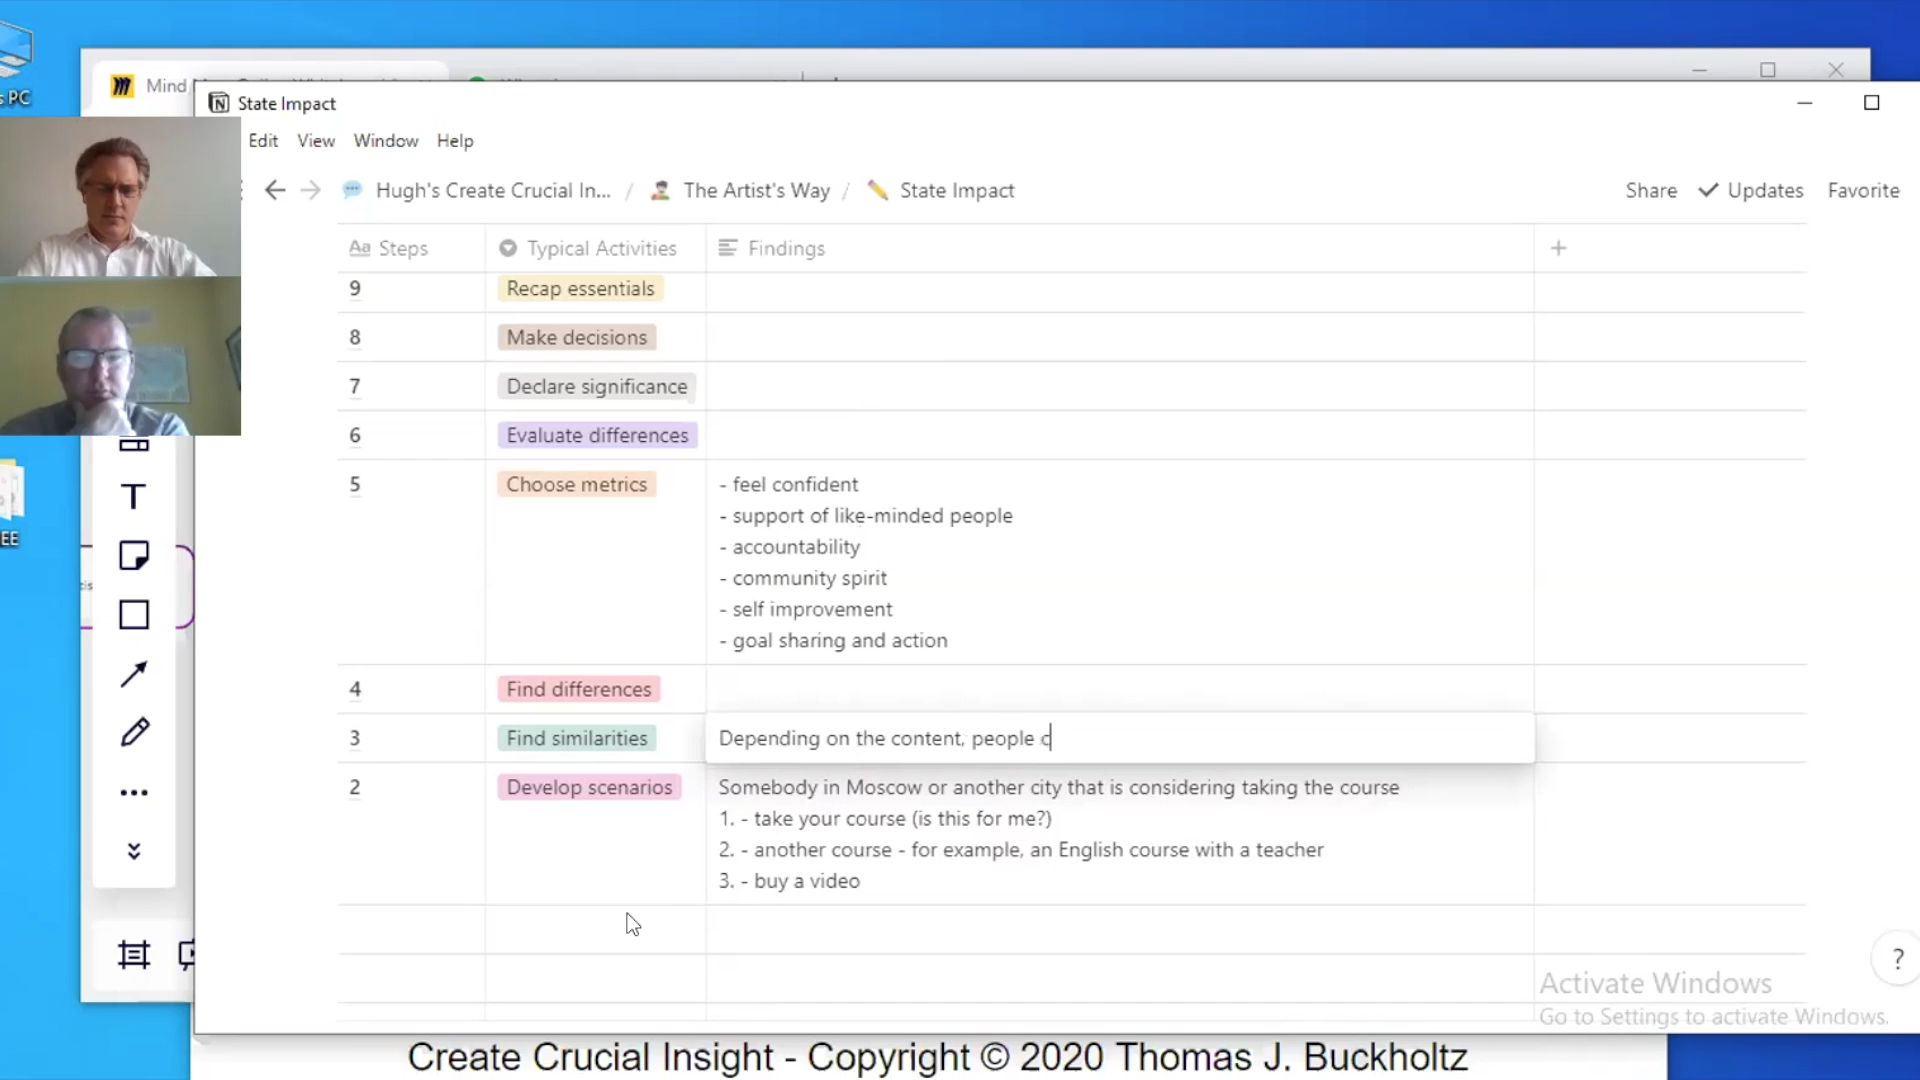 s PC
Mind
State Impact
Edit View Window Help
Hugh's Create Crucial In... / The Artist's Way / State Impact
Share Updates Favorite
Aa Steps Typical Activities Findings +
9 Recap essentials
8 Make decisions
7 Declare significance
6 Evaluate differences
5 Choose metrics - feel confident
- support of like-minded people
- accountability
- community spirit
- self improvement
- goal sharing and action
4 Find differences
3 Find similarities Depending on the content, people c
2 Develop scenarios Somebody in Moscow or another city that is considering taking the course
1. - take your course (is this for me?)
2. - another course - for example, an English course with a teacher
3. - buy a video
EE
T
?
Activate Windows
Go to Settings to activate Windows.
Create Crucial Insight - Copyright © 2020 Thomas J. Buckholtz